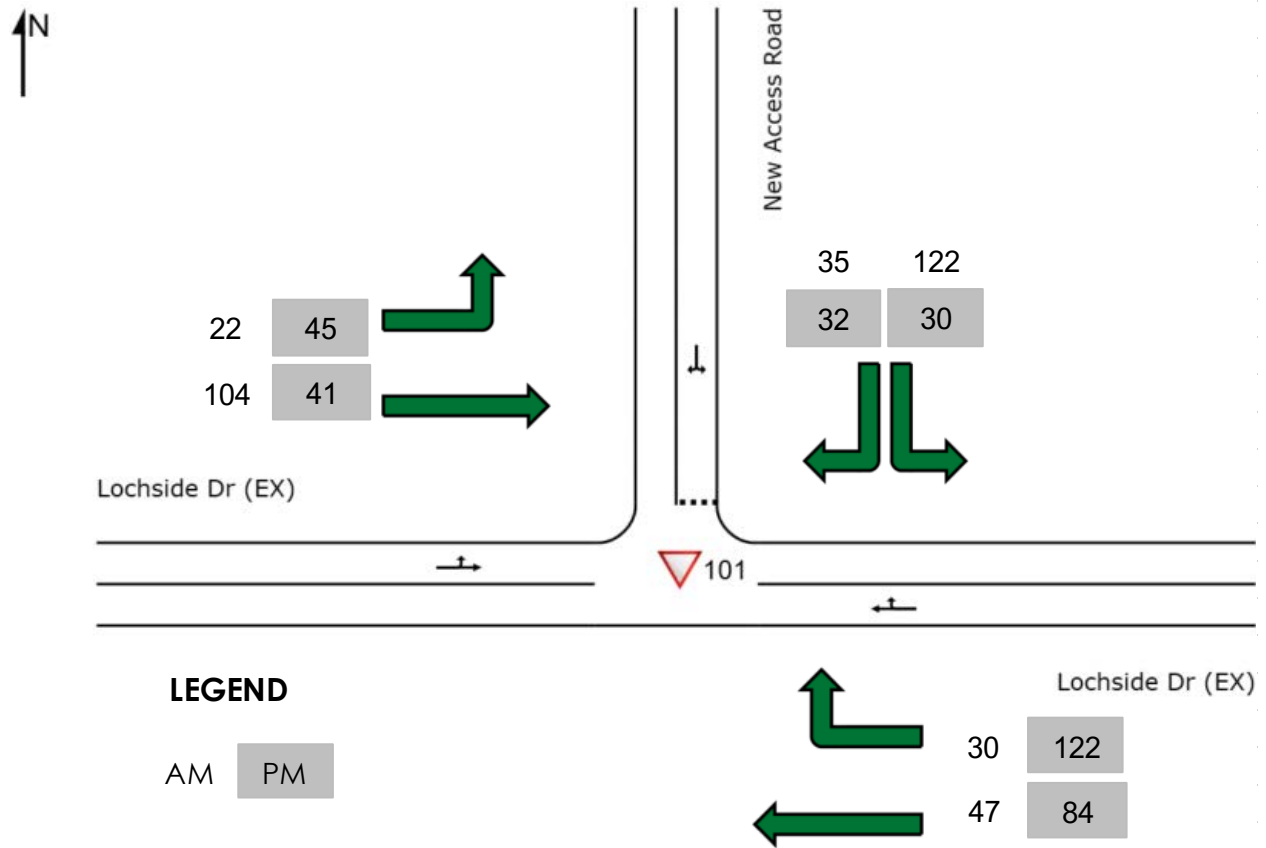 N
New Access Road
35 122
32 30
22 45
104 41
Lochside Dr (EX)
101
LEGEND
AM PM
Lochside Dr (EX)
30 122
47 84